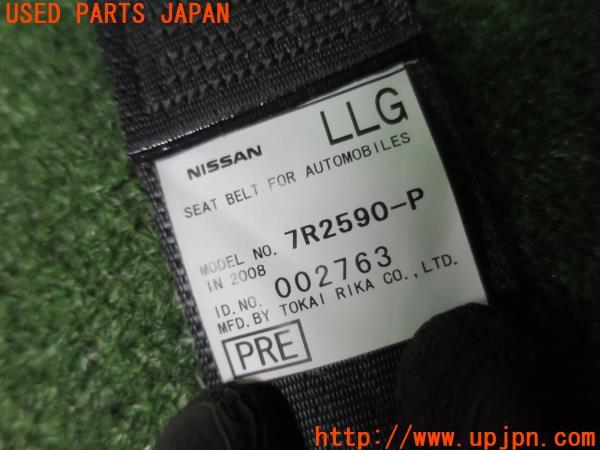 USED PARTS JAPAN
NISSAN LLG
SEAT BELT FOR AUTOMOBILES
MODEL NO. 7R2590-P
IN 2008
ID. NO. 002763
MFD. BY TOKAI RIKA CO., LTD.
PRE
UPJ
http://www.upjpn.com